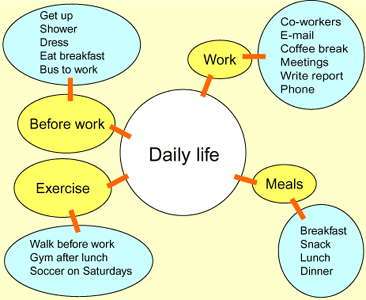 Get up
Shower
Dress
Eat breakfast
Bus to work
Before work
Co-workers
E-mail
Coffee break
Meetings
Write report
Phone
Work
Daily life
Exercise
Walk before work
Gym after lunch
Soccer on Saturdays
Meals
Breakfast
Snack
Lunch
Dinner